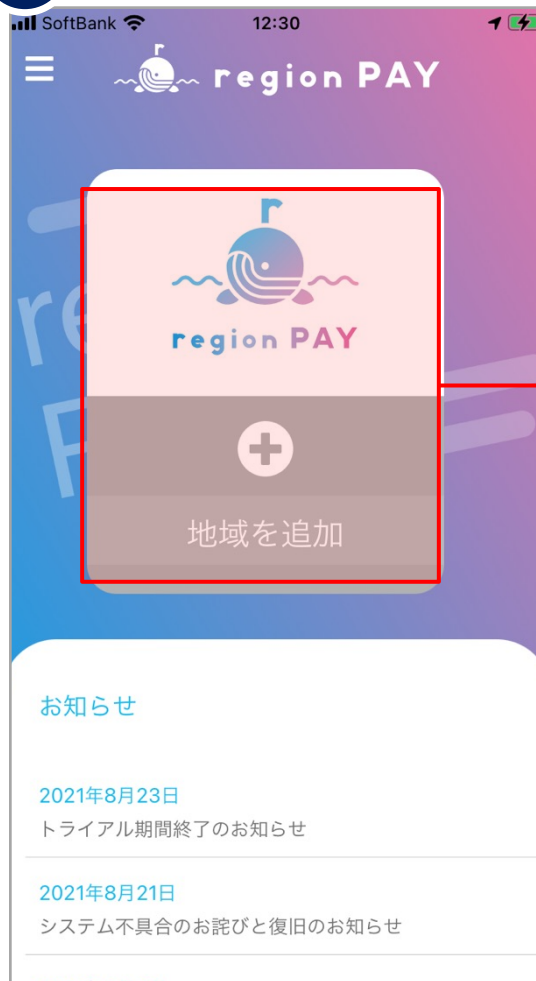 SoftBank 12:30
region PAY
region PAY
地域を追加
お知らせ
2021年8月23日
トライアル期間終了のお知らせ
2021年8月21日
システム不具合のお詫びと復旧のお知らせ